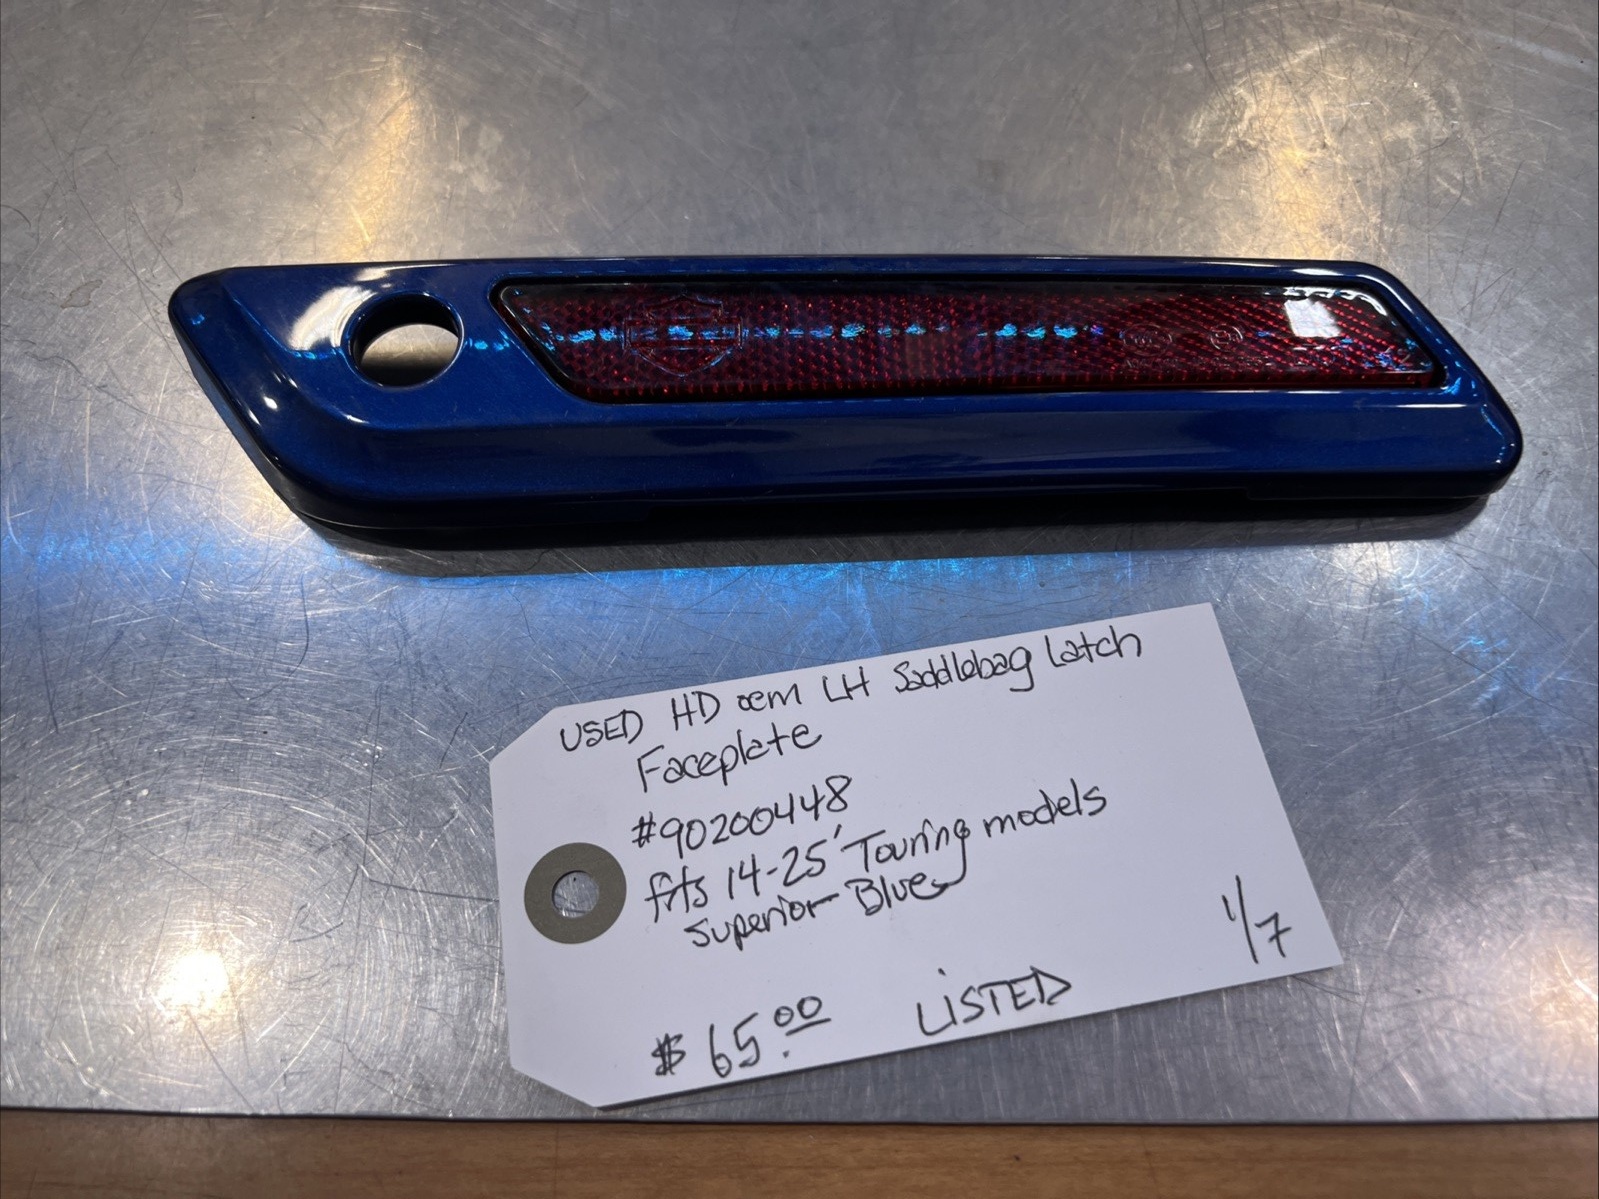 USED HD oem LH Saddlebag Latch
Faceplate
#90200448
fits 14-25' Touring models
Superior Blue
1/7
$65.00 LISTED